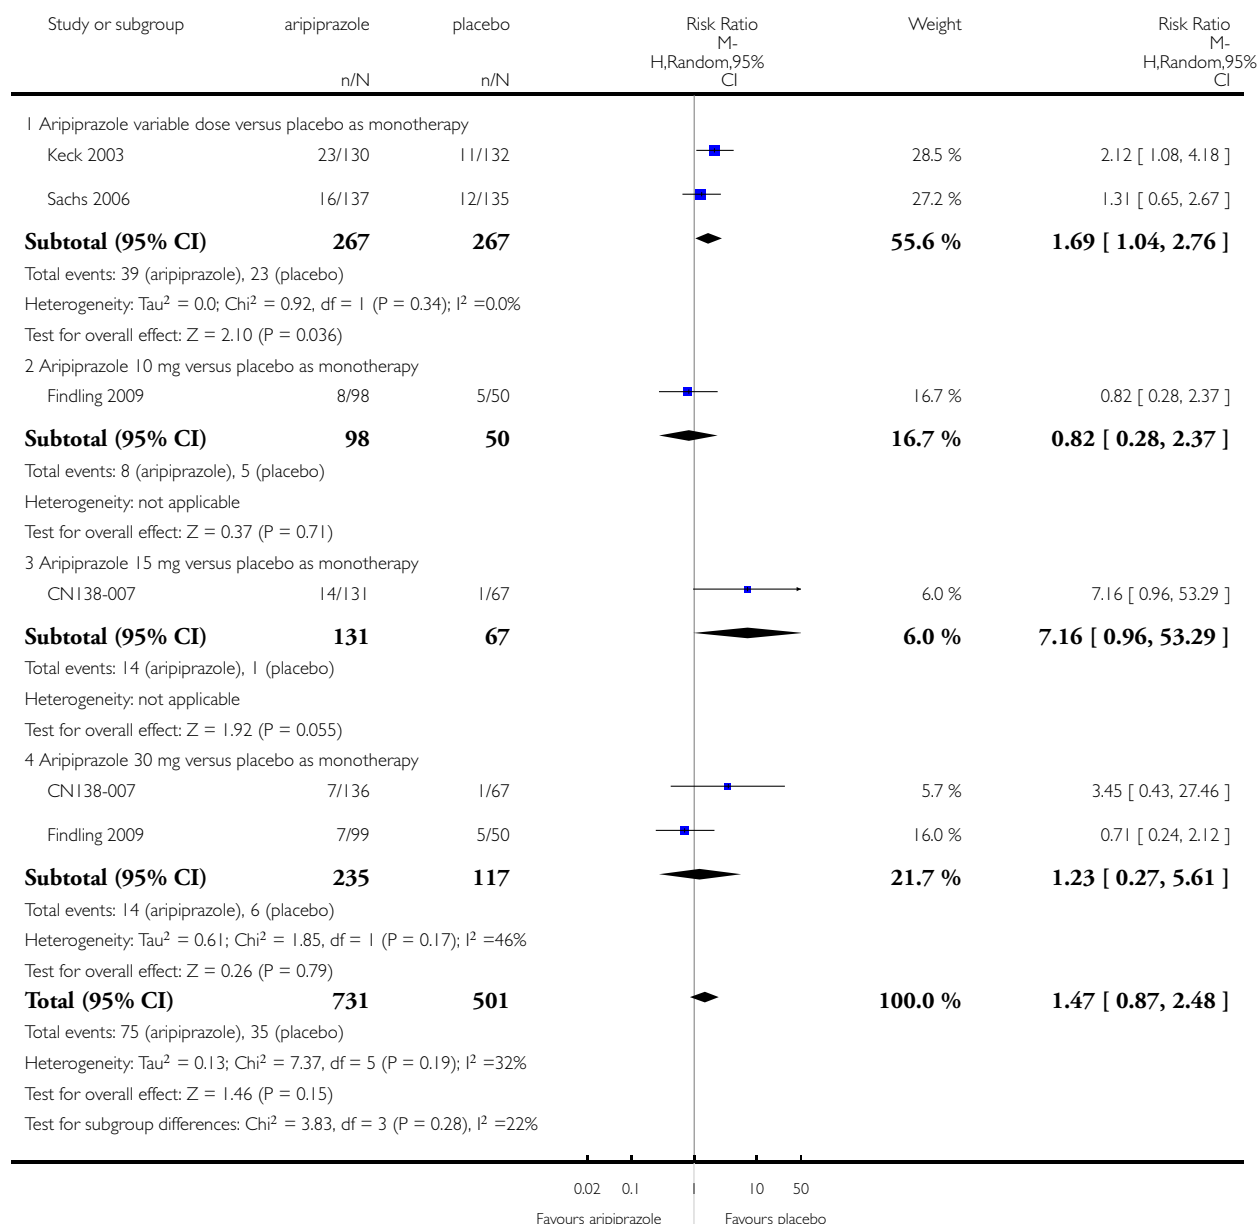 Study or subgroup aripiprazole placebo Risk Ratio Weight Risk Ratio
M- M-
H,Random,95% H,Random,95%
n/N n/N CI CI
1 Aripiprazole variable dose versus placebo as monotherapy
Keck 2003 23/130 11/132 28.5 % 2.12 [ 1.08, 4.18 ]
Sachs 2006 16/137 12/135 27.2 % 1.31 [ 0.65, 2.67 ]
Subtotal (95% CI) 267 267 55.6 % 1.69 [ 1.04, 2.76 ]
Total events: 39 (aripiprazole), 23 (placebo)
Heterogeneity: Tau² = 0.0; Chi² = 0.92, df = 1 (P = 0.34); I² =0.0%
Test for overall effect: Z = 2.10 (P = 0.036)
2 Aripiprazole 10 mg versus placebo as monotherapy
Findling 2009 8/98 5/50 16.7 % 0.82 [ 0.28, 2.37 ]
Subtotal (95% CI) 98 50 16.7 % 0.82 [ 0.28, 2.37 ]
Total events: 8 (aripiprazole), 5 (placebo)
Heterogeneity: not applicable
Test for overall effect: Z = 0.37 (P = 0.71)
3 Aripiprazole 15 mg versus placebo as monotherapy
CN138-007 14/131 1/67 6.0 % 7.16 [ 0.96, 53.29 ]
Subtotal (95% CI) 131 67 6.0 % 7.16 [ 0.96, 53.29 ]
Total events: 14 (aripiprazole), 1 (placebo)
Heterogeneity: not applicable
Test for overall effect: Z = 1.92 (P = 0.055)
4 Aripiprazole 30 mg versus placebo as monotherapy
CN138-007 7/136 1/67 5.7 % 3.45 [ 0.43, 27.46 ]
Findling 2009 7/99 5/50 16.0 % 0.71 [ 0.24, 2.12 ]
Subtotal (95% CI) 235 117 21.7 % 1.23 [ 0.27, 5.61 ]
Total events: 14 (aripiprazole), 6 (placebo)
Heterogeneity: Tau² = 0.61; Chi² = 1.85, df = 1 (P = 0.17); I² =46%
Test for overall effect: Z = 0.26 (P = 0.79)
Total (95% CI) 731 501 100.0 % 1.47 [ 0.87, 2.48 ]
Total events: 75 (aripiprazole), 35 (placebo)
Heterogeneity: Tau² = 0.13; Chi² = 7.37, df = 5 (P = 0.19); I² =32%
Test for overall effect: Z = 1.46 (P = 0.15)
Test for subgroup differences: Chi² = 3.83, df = 3 (P = 0.28), I² =22%
0.02 0.1 1 10 50
Favours aripiprazole Favours placebo